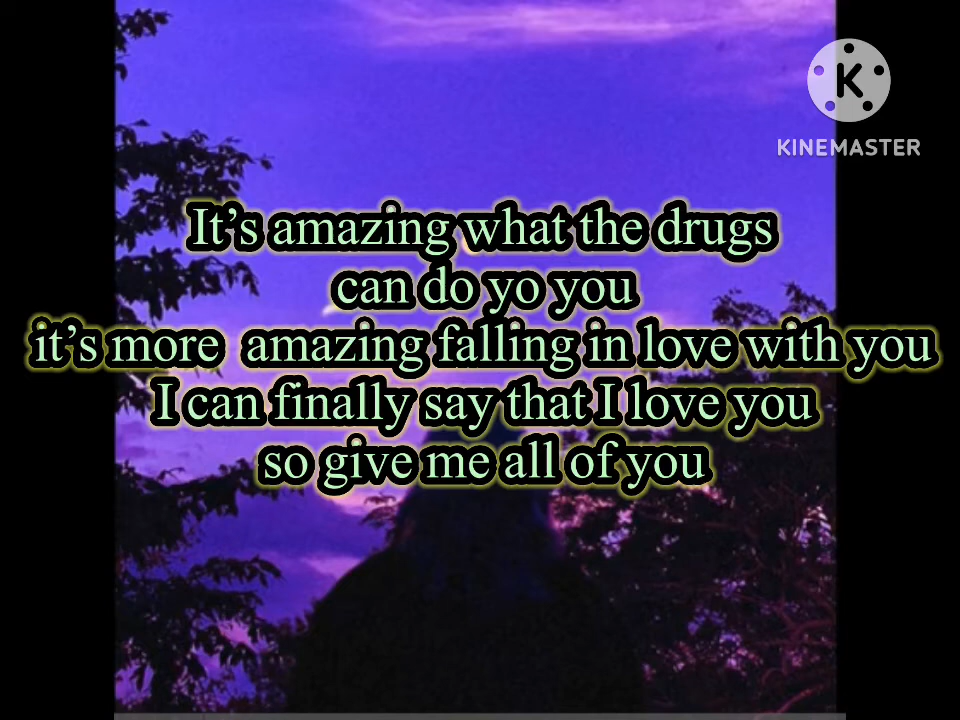 KINEMASTER
It's amazing what the drugs
can do yo you
it's more  amazing falling in love with you
I can finally say that I love you
so give me all of you